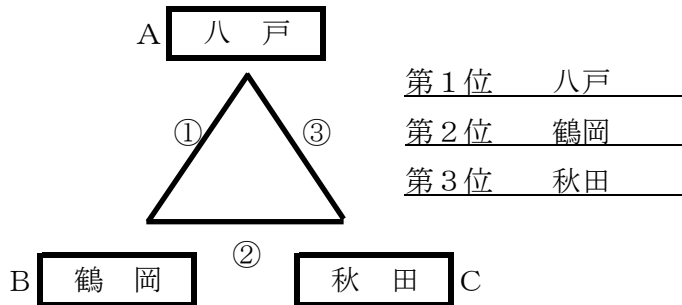 A 八 戸
第１位 八戸
① ③
第２位 鶴岡
第３位 秋田
②
B 鶴 岡
秋 田 C